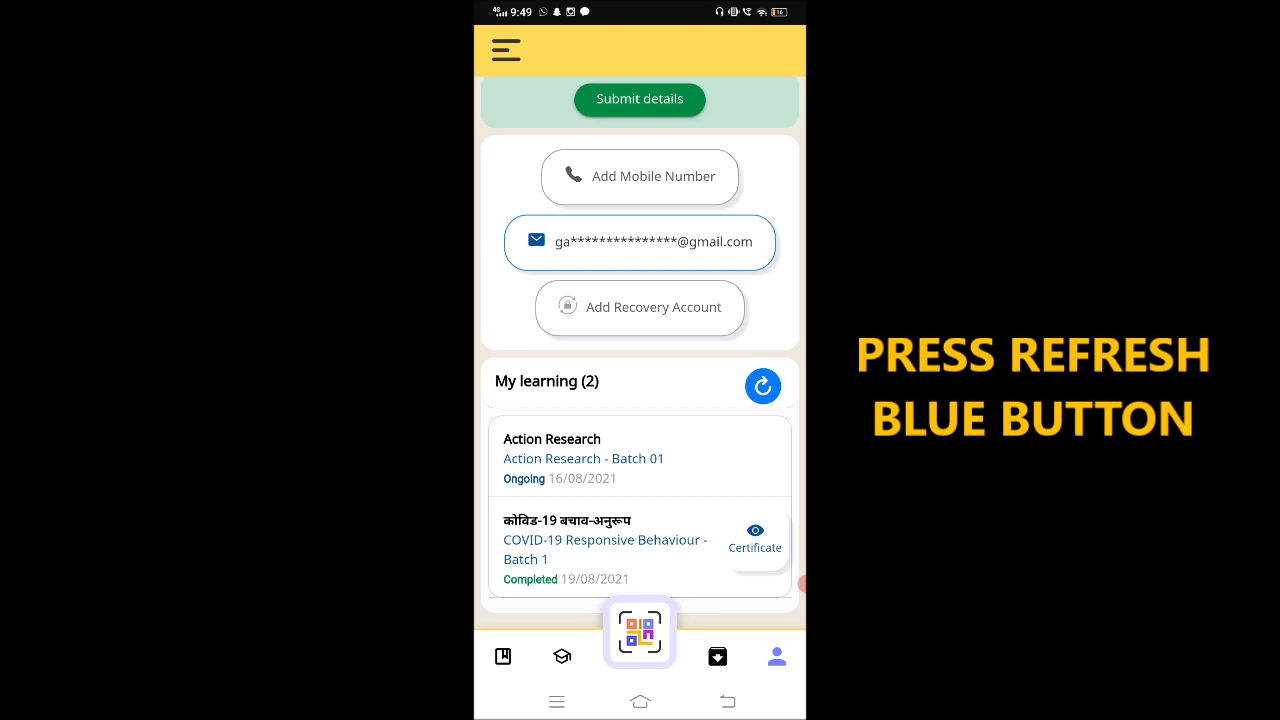 4G 9:49 16
Submit details
Add Mobile Number
ga***************@gmail.com
Add Recovery Account
My learning (2)
Action Research
Action Research - Batch 01
Ongoing 16/08/2021
कोविड-19 बचाव-अनुरूप
COVID-19 Responsive Behaviour -
Batch 1
Completed 19/08/2021
Certificate
PRESS REFRESH
BLUE BUTTON